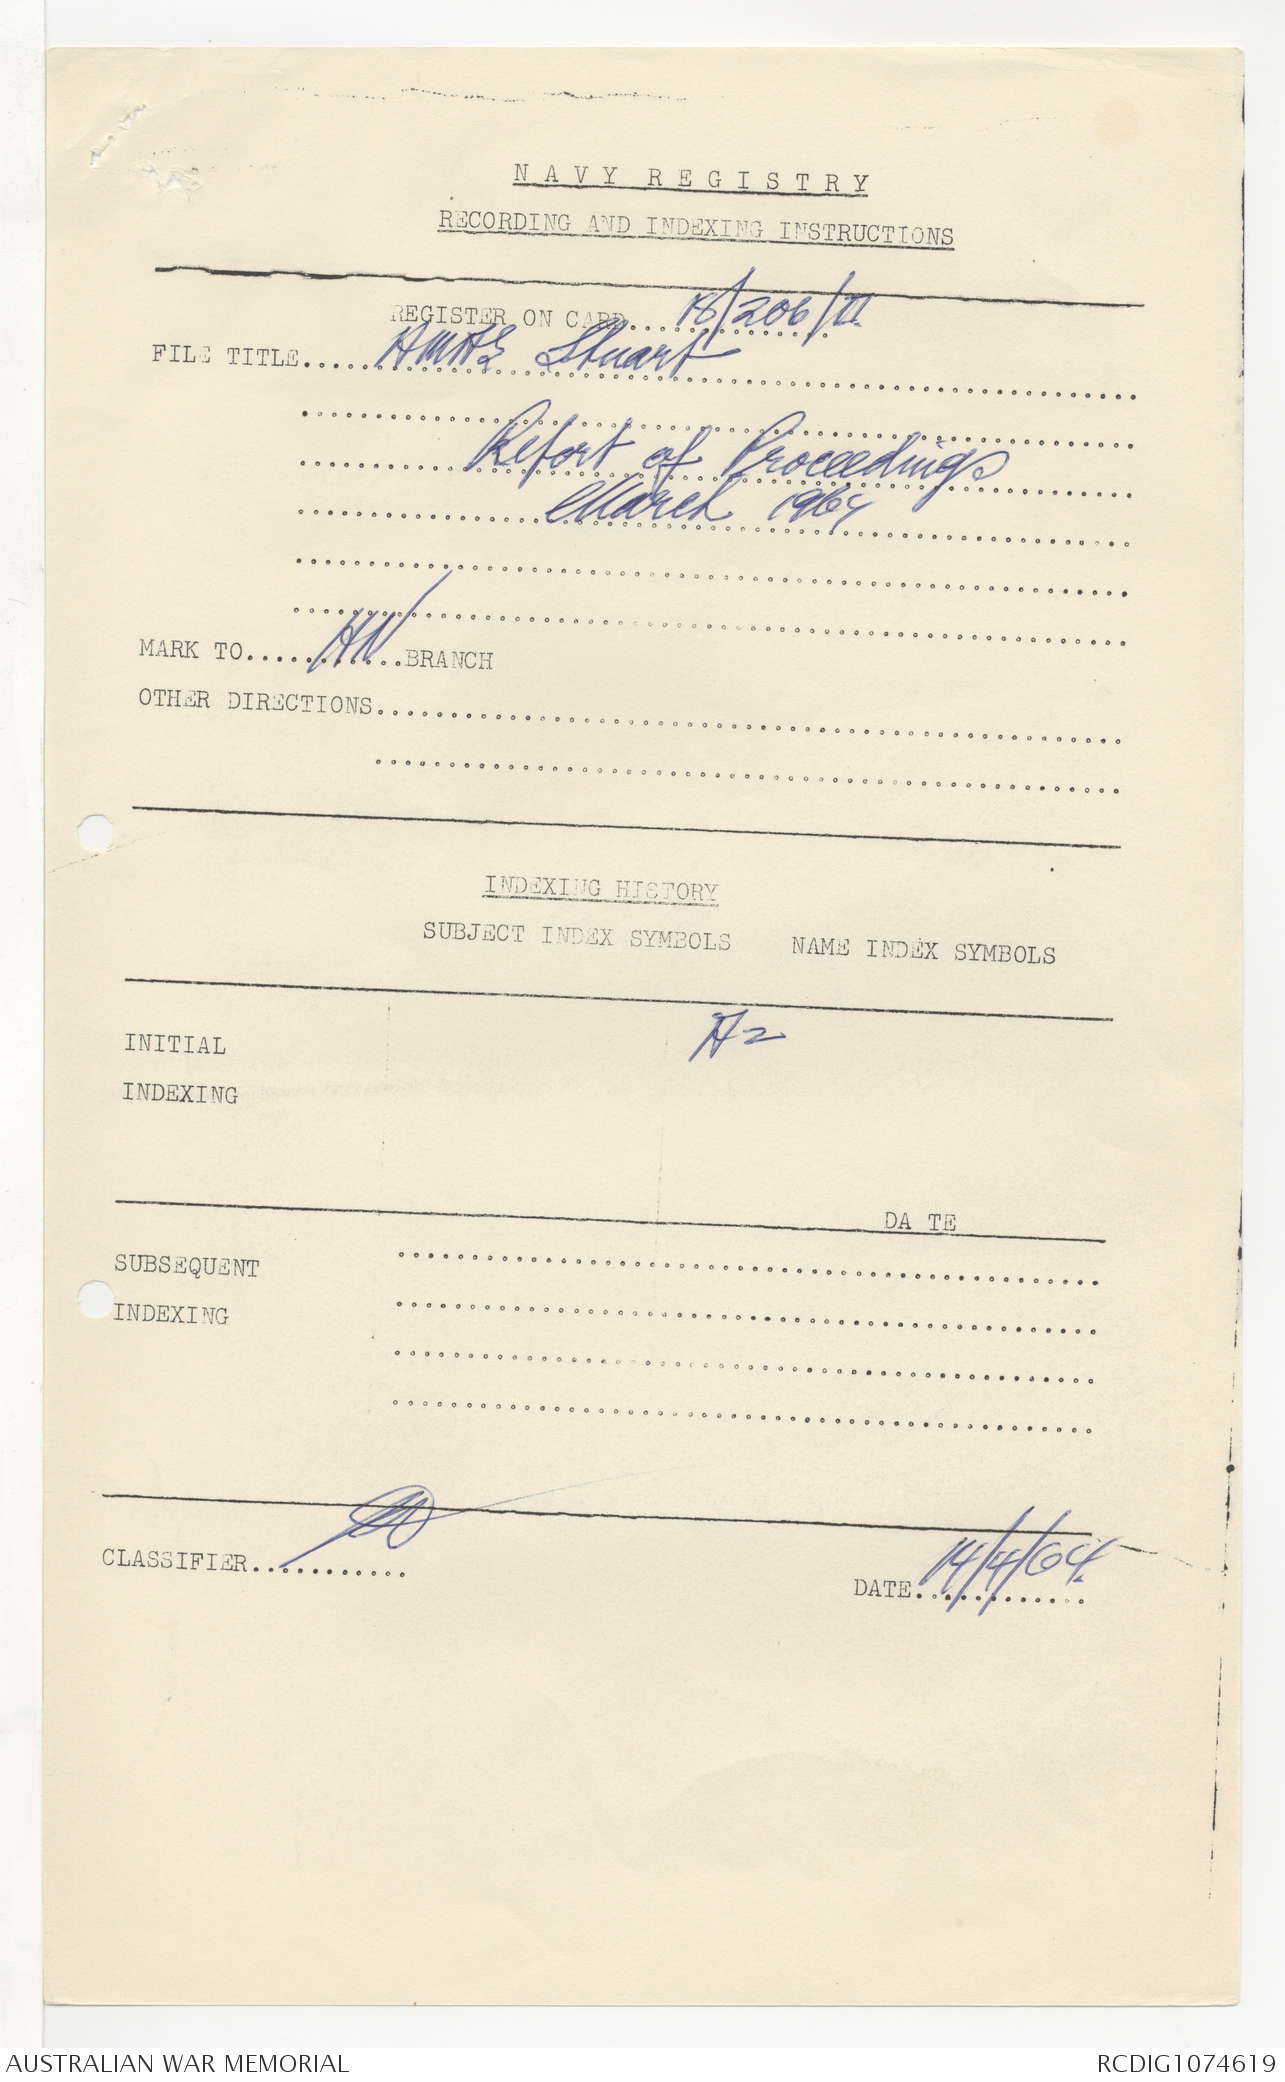 NAVY REGISTRY
RECORDING AND INDEXING INSTRUCTIONS
REGISTER ON CARD....18/206/11
FILE TITLE.....HMAS Stuart
Report of Proceedings
March 1964
MARK TO...........HN BRANCH
OTHER DIRECTIONS
INDEXING HISTORY
SUBJECT INDEX SYMBOLS NAME INDEX SYMBOLS
INITIAL
INDEXING
A2
DA TE
SUBSEQUENT
INDEXING
CLASSIFIER...........
DATE............14/4/64.
AUSTRALIAN WAR MEMORIAL
RCDIG1074619